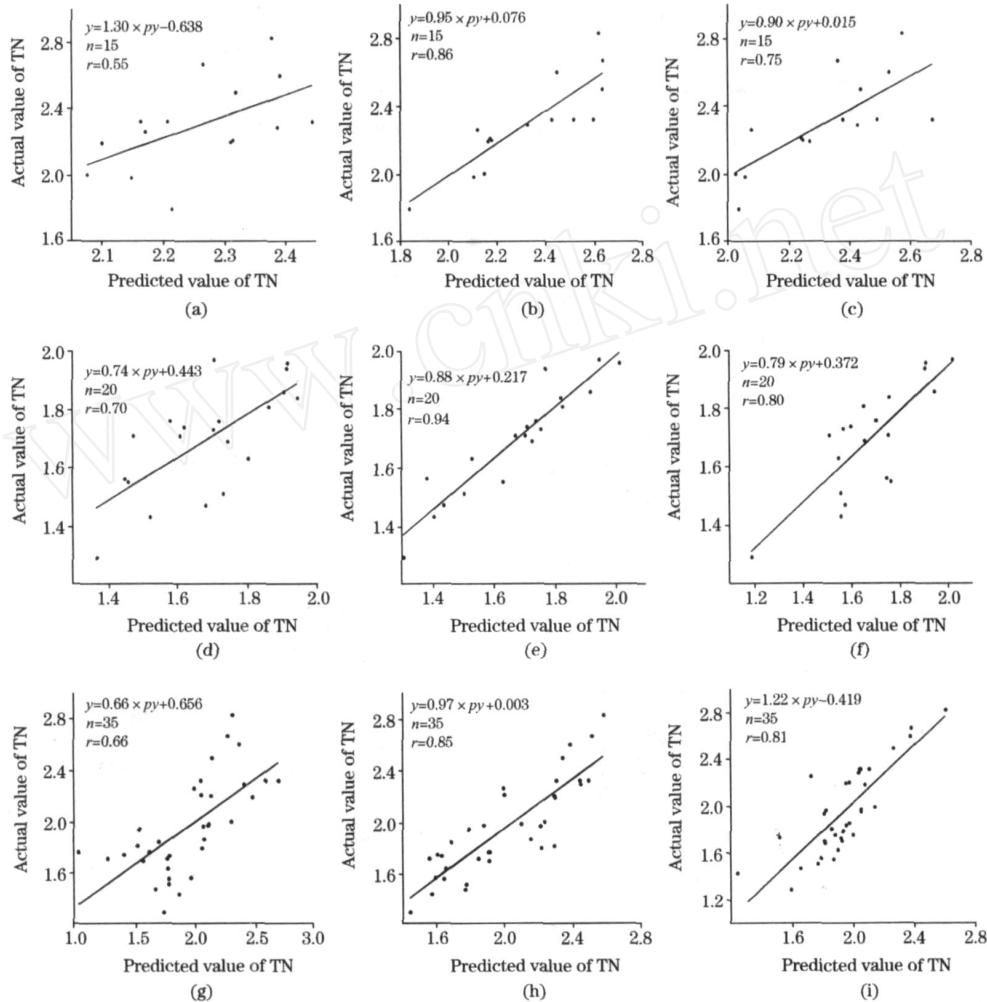 y=1.30 × py−0.638
n=15
r=0.55
2.8
2.4
2.0
1.6
Actual value of TN
2.1 2.2 2.3 2.4
Predicted value of TN
(a)
y=0.95 × py+0.076
n=15
r=0.86
2.8
2.4
2.0
1.6
Actual value of TN
1.8 2.0 2.2 2.4 2.6 2.8
Predicted value of TN
(b)
y=0.90 × py+0.015
n=15
r=0.75
2.8
2.4
2.0
1.6
Actual value of TN
2.0 2.2 2.4 2.6 2.8
Predicted value of TN
(c)
y=0.74 × py+0.443
n=20
r=0.70
2.0
1.8
1.6
1.4
Actual value of TN
1.4 1.6 1.8 2.0
Predicted value of TN
(d)
y=0.88 × py+0.217
n=20
r=0.94
2.0
1.8
1.6
1.4
Actual value of TN
1.4 1.6 1.8 2.0
Predicted value of TN
(e)
y=0.79 × py+0.372
n=20
r=0.80
2.0
1.8
1.6
1.4
Actual value of TN
1.2 1.4 1.6 1.8 2.0
Predicted value of TN
(f)
y=0.66 × py+0.656
n=35
r=0.66
2.8
2.4
2.0
1.6
Actual value of TN
1.0 1.5 2.0 2.5 3.0
Predicted value of TN
(g)
y=0.97 × py+0.003
n=35
r=0.85
2.8
2.4
2.0
1.6
Actual value of TN
1.6 2.0 2.4 2.8
Predicted value of TN
(h)
y=1.22 × py−0.419
n=35
r=0.81
2.8
2.4
2.0
1.6
1.2
Actual value of TN
1.6 2.0 2.4 2.8
Predicted value of TN
(i)
www.cnki.net